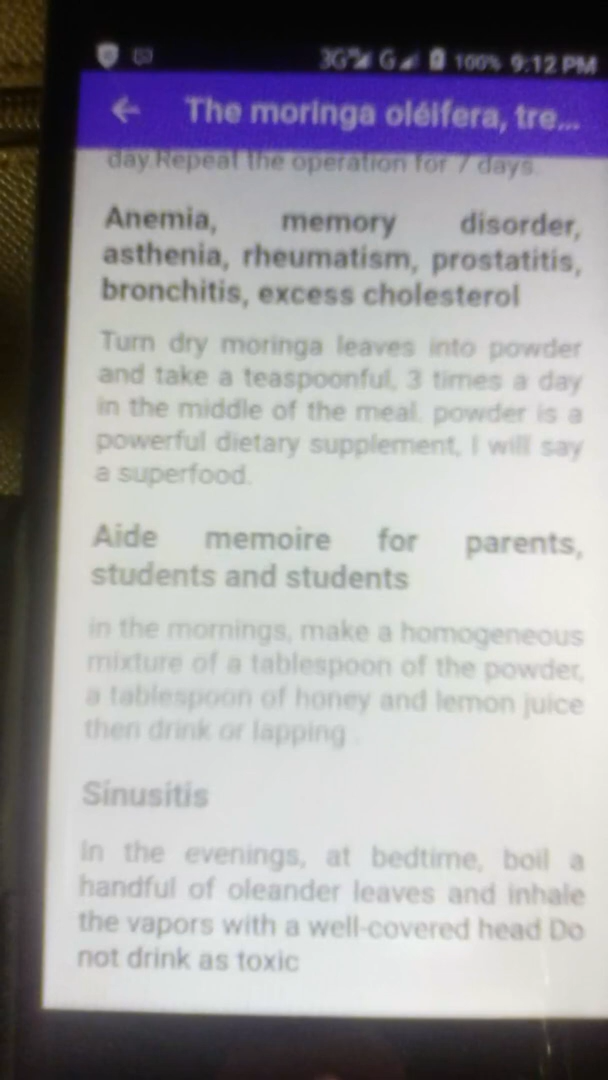 3G G 100% 9:12 PM
← The moringa oléifera, tre...
day.Repeat the operation for 7 days.
Anemia, memory disorder,
asthenia, rheumatism, prostatitis,
bronchitis, excess cholesterol
Turn dry moringa leaves into powder
and take a teaspoonful, 3 times a day
in the middle of the meal. powder is a
powerful dietary supplement, I will say
a superfood.
Aide memoire for parents,
students and students
in the mornings, make a homogeneous
mixture of a tablespoon of the powder,
a tablespoon of honey and lemon juice
then drink or lapping
Sinusitis
In the evenings, at bedtime, boil a
handful of oleander leaves and inhale
the vapors with a well-covered head Do
not drink as toxic